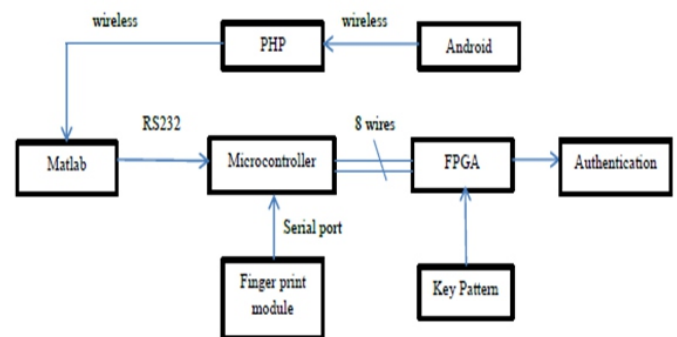 wireless
wireless
PHP
Android
RS232
8 wires
Matlab
Microcontroller
FPGA
Authentication
Serial port
Finger print
module
Key Pattern